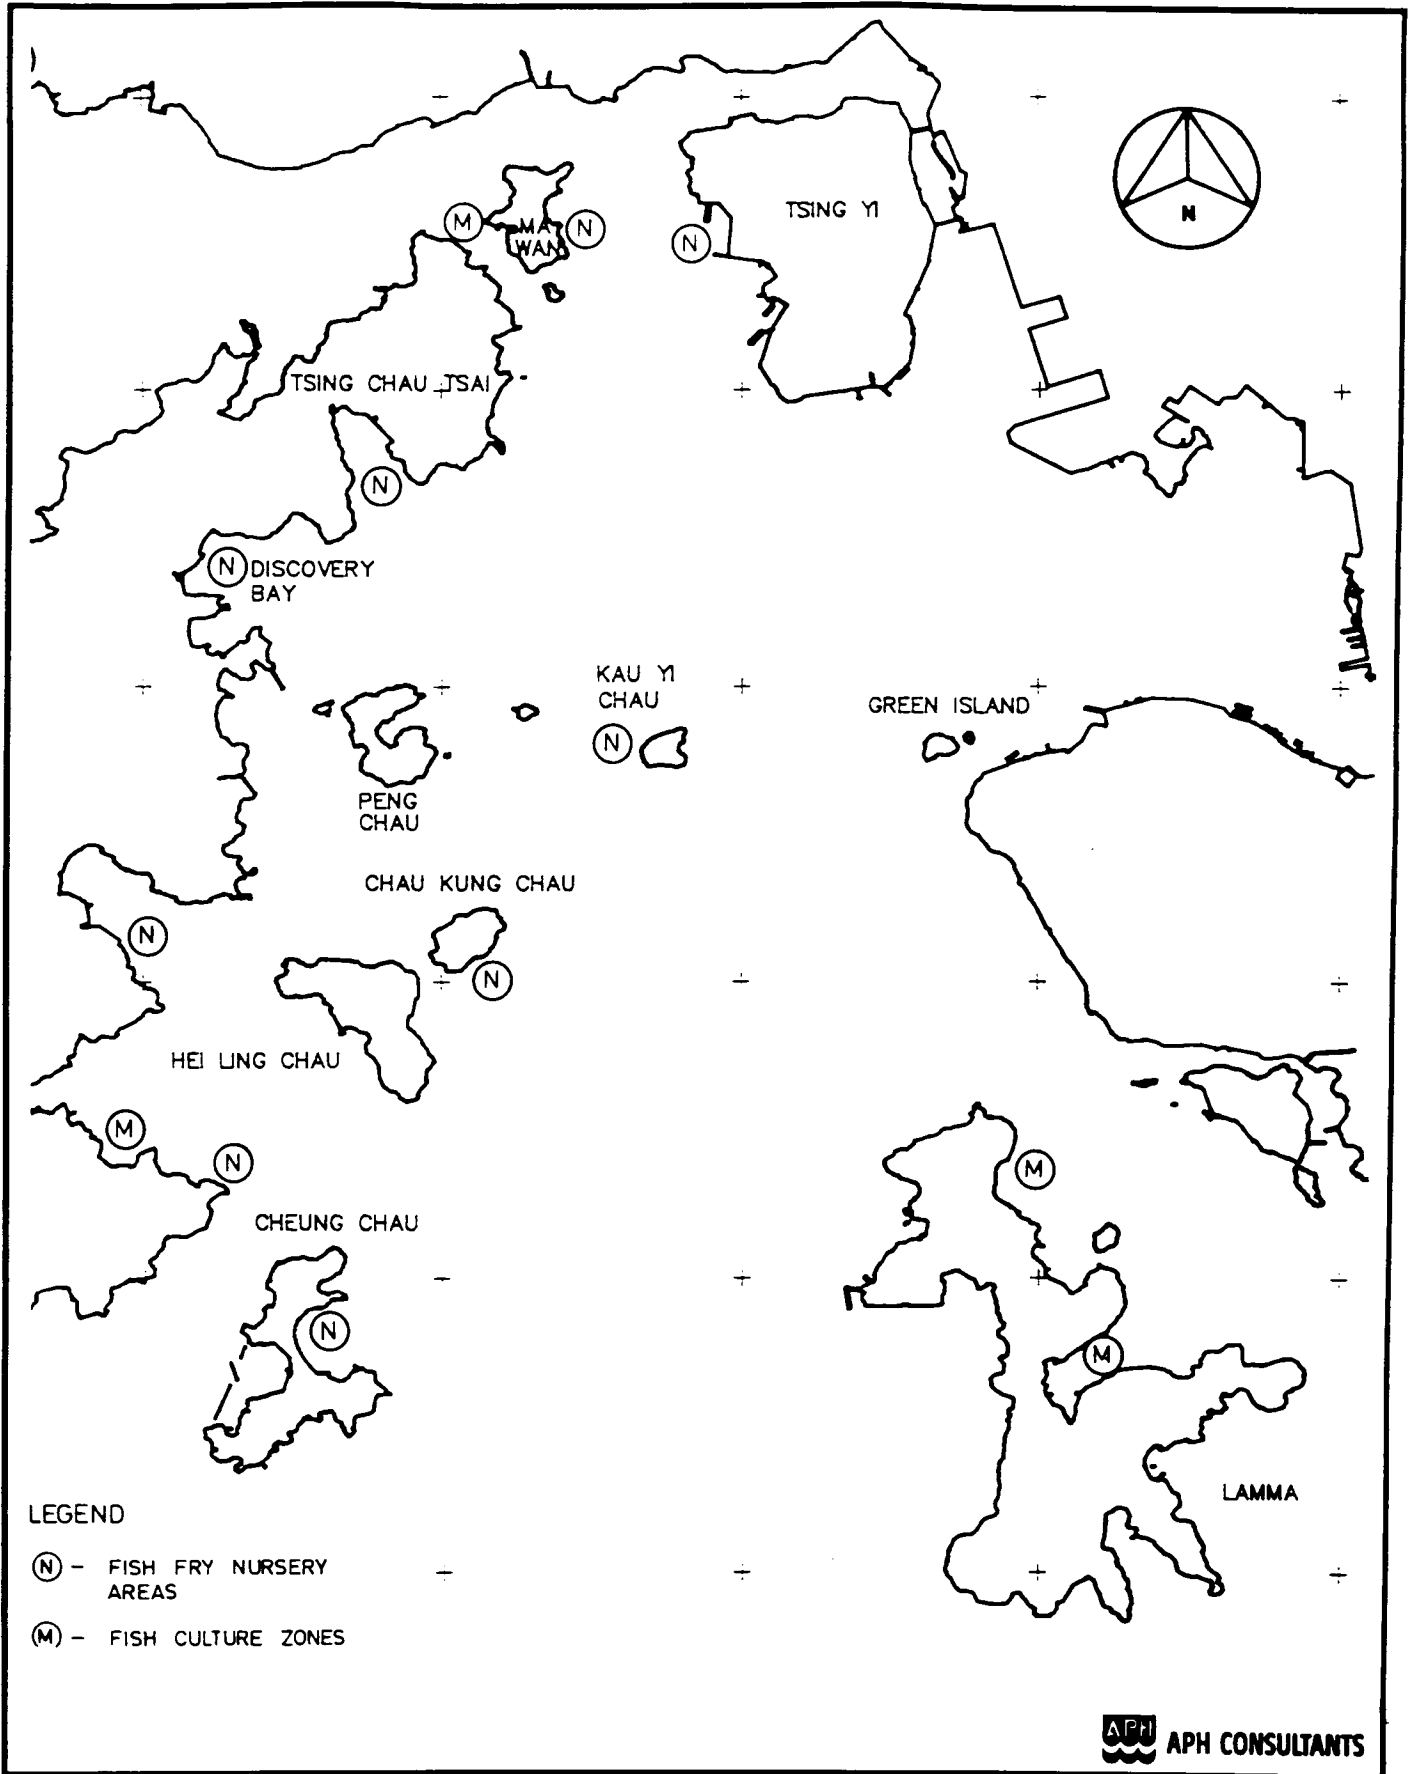 TSING YI
N
M
MA
WAN
N
N
TSING CHAU TSAI
N
N
DISCOVERY
BAY
KAU YI
CHAU
GREEN ISLAND
N
PENG
CHAU
CHAU KUNG CHAU
N
N
HEI LING CHAU
M
N
M
CHEUNG CHAU
N
M
LAMMA
LEGEND
N - FISH FRY NURSERY
AREAS
M - FISH CULTURE ZONES
APH APH CONSULTANTS